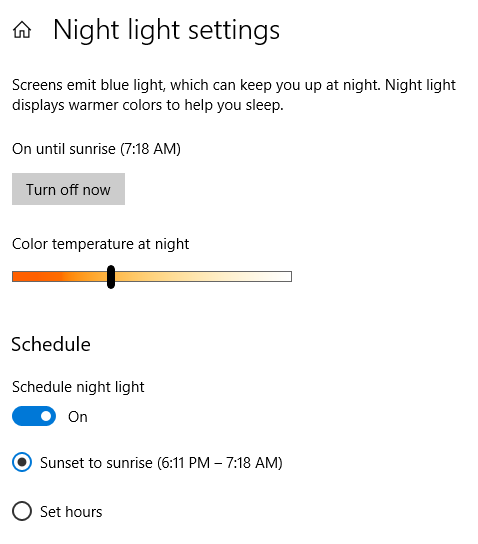 Night light settings
Screens emit blue light, which can keep you up at night. Night light
displays warmer colors to help you sleep.
On until sunrise (7:18 AM)
Turn off now
Color temperature at night
Schedule
Schedule night light
On
Sunset to sunrise (6:11 PM – 7:18 AM)
Set hours